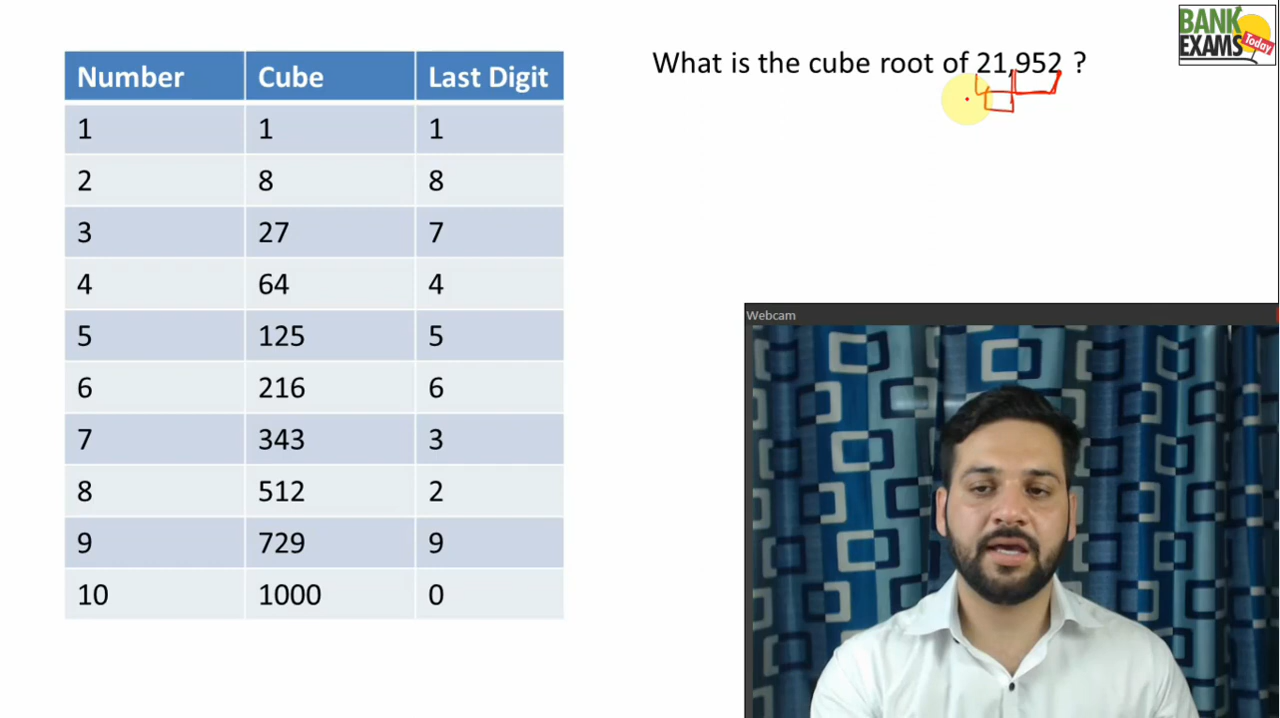 BANK
EXAMS
Today
What is the cube root of 21,952 ?
Number Cube Last Digit
1 1 1
2 8 8
3 27 7
4 64 4
5 125 5
6 216 6
7 343 3
8 512 2
9 729 9
10 1000 0
Webcam